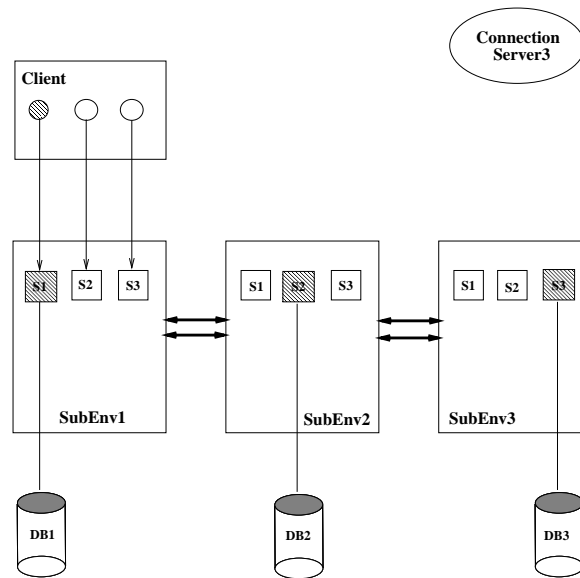 Connection
Server3
Client
S1
S2
S3
S1
S2
S3
S1
S2
S3
SubEnv1
SubEnv2
SubEnv3
DB1
DB2
DB3